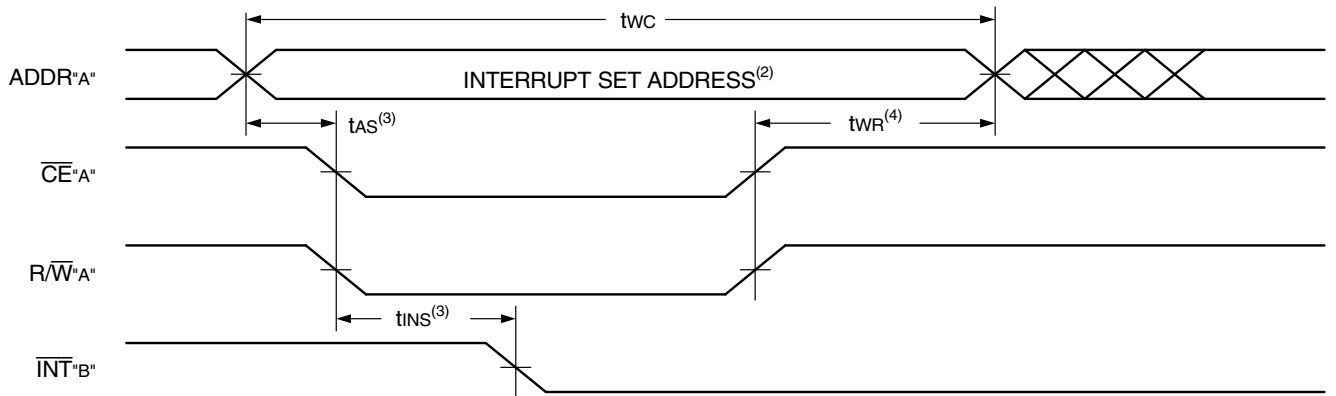 tWC
ADDR"A"
INTERRUPT SET ADDRESS(2)
tAS(3)
tWR(4)
CE"A"
R/W"A"
tINS(3)
INT"B"